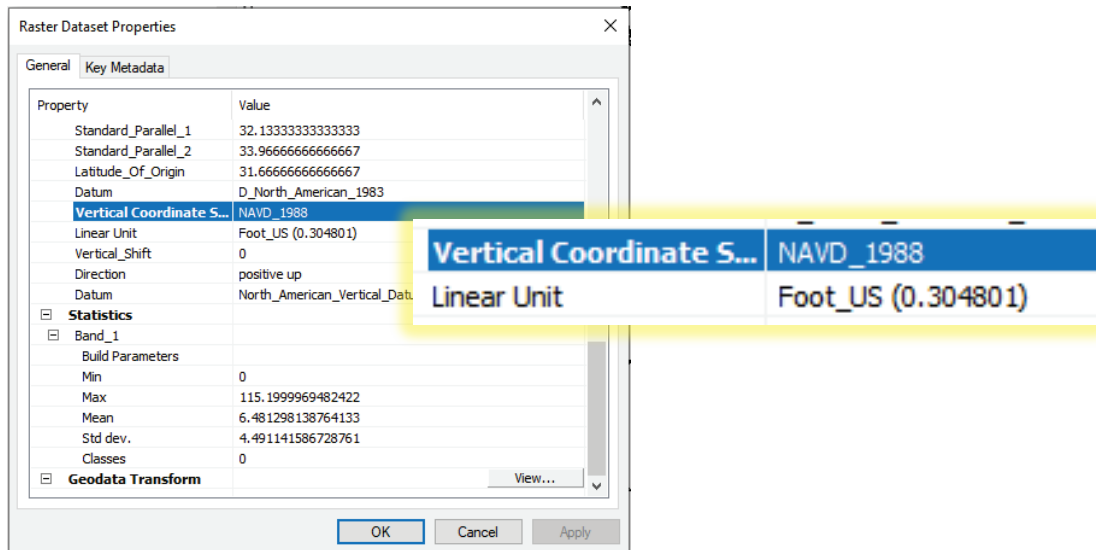 Raster Dataset Properties
General Key Metadata
Property Value
Standard_Parallel_1 32.13333333333333
Standard_Parallel_2 33.96666666666667
Latitude_Of_Origin 31.66666666666667
Datum D_North_American_1983
Vertical Coordinate S... NAVD_1988
Linear Unit Foot_US (0.304801)
Vertical_Shift 0
Direction positive up
Datum North_American_Vertical_Datu
Statistics
Band_1
Build Parameters
Min 0
Max 115.1999969482422
Mean 6.481298138764133
Std dev. 4.491141586728761
Classes 0
Geodata Transform View...
OK Cancel Apply
Vertical Coordinate S... NAVD_1988
Linear Unit Foot_US (0.304801)